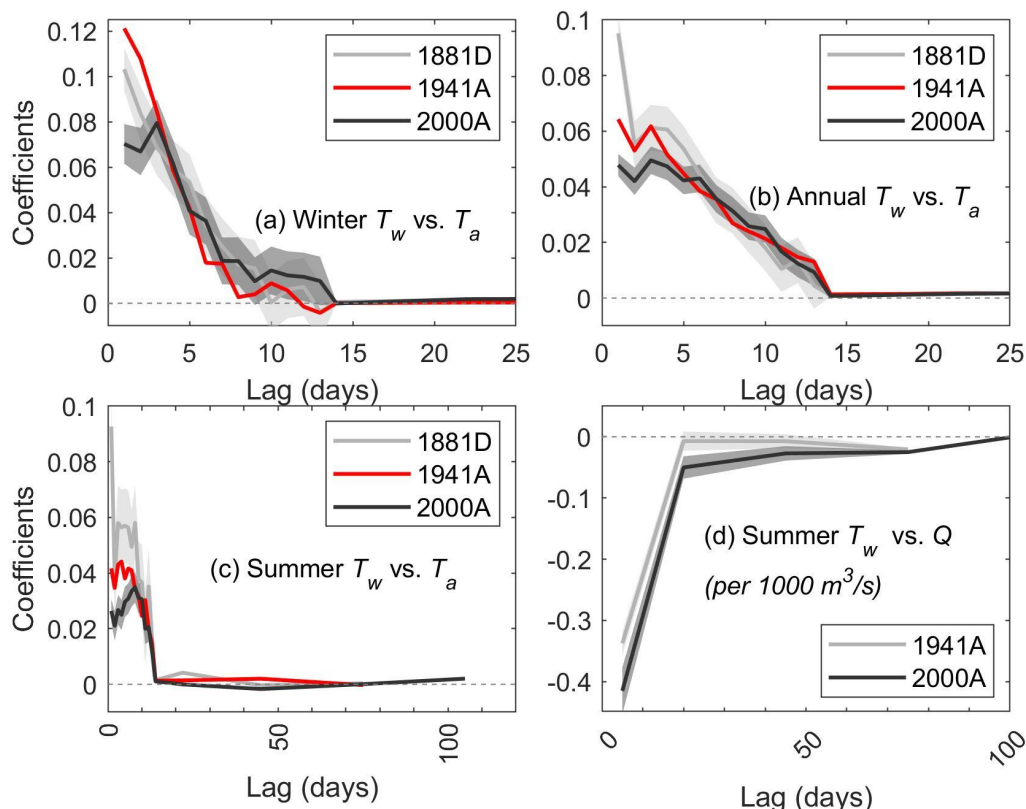 0.12
0.1
0.08
0.06
0.04
0.02
0
Coefficients
1881D
1941A
2000A
(a) Winter T_w vs. T_a
0 5 10 15 20 25
Lag (days)
0.1
0.08
0.06
0.04
0.02
0
1881D
1941A
2000A
(b) Annual T_w vs. T_a
0 5 10 15 20 25
Lag (days)
0.1
0.08
0.06
0.04
0.02
0
Coefficients
1881D
1941A
2000A
(c) Summer T_w vs. T_a
0 50 100
Lag (days)
0
-0.1
-0.2
-0.3
-0.4
(d) Summer T_w vs. Q
(per 1000 m³/s)
1941A
2000A
0 50 100
Lag (days)